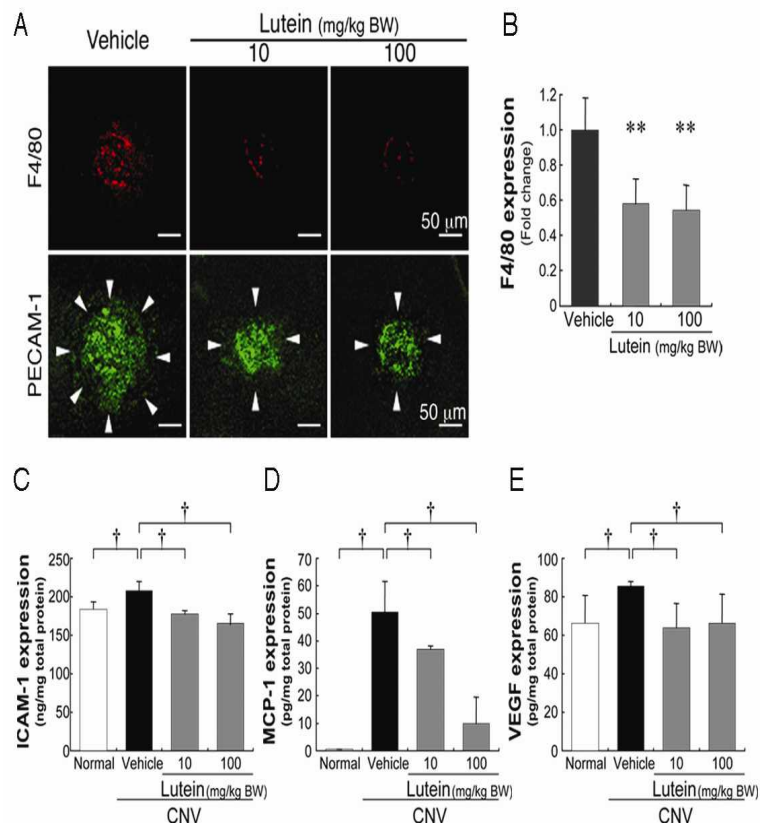 A
Vehicle
Lutein (mg/kg BW)
10
100
F4/80
50 µm
PECAM-1
50 µm
B
F4/80 expression
(Fold change)
1.2
1.0
0.8
0.6
0.4
0.2
0
**
**
Vehicle
10
100
Lutein (mg/kg BW)
C
ICAM-1 expression
(ng/mg total protein)
250
200
150
100
50
0
†
†
†
Normal
Vehicle
10
100
Lutein (mg/kg BW)
CNV
D
MCP-1 expression
(pg/mg total protein)
70
60
50
40
30
20
10
0
†
†
†
Normal
Vehicle
10
100
Lutein (mg/kg BW)
CNV
E
VEGF expression
(pg/mg total protein)
100
80
60
40
20
0
†
†
†
Normal
Vehicle
10
100
Lutein (mg/kg BW)
CNV